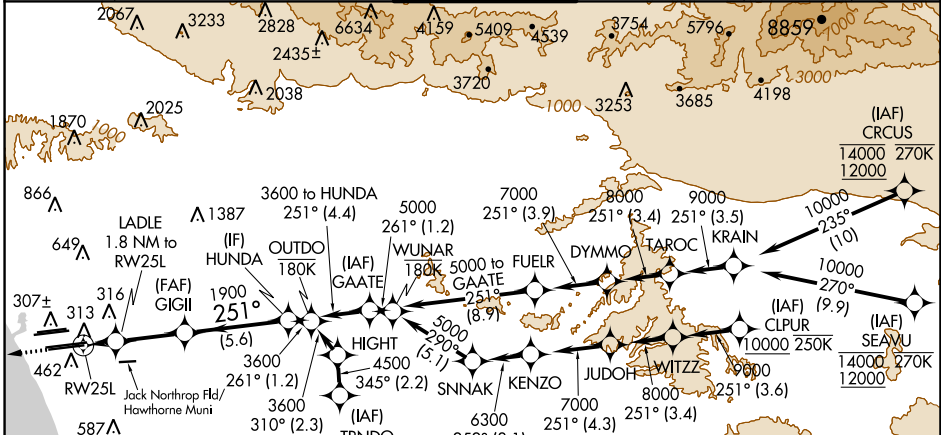 2067
3233
2828
2435±
6634
4159
5409
4539
3754
5796
8859
3720
2038
2025
1870
1000
1000
3253
3685
4198
3000
(IAF)
CRCUS
14000 270K
12000
866
LADLE
1.8 NM to
RW25L
1387
649
3600 to HUNDA
251° (4.4)
5000
261° (1.2)
7000
251° (3.9)
8000
251° (3.4)
9000
251° (3.5)
10000
235°
(10)
(IF)
HUNDA
OUTDO
180K
(IAF)
GAATE
WUNAR
180K
5000 to
GAATE
251°
(8.9)
FUELR
DYMMO
TAROC
KRAIN
10000
270°
(9.9)
307±
313
316
(FAF)
GIGII
1900
251°
(5.6)
462
RW25L
Jack Northrop Fld/
Hawthorne Muni
587
3600
261° (1.2)
3600
310° (2.3)
HIGHT
4500
345° (2.2)
(IAF)
5000
290°
(5.1)
SNNAK
KENZO
JUDOH
WITZZ
(IAF)
CLPUR
10000 250K
(IAF)
SEAVU
14000 270K
12000
6300
7000
251° (4.3)
8000
251° (3.4)
9000
251° (3.6)